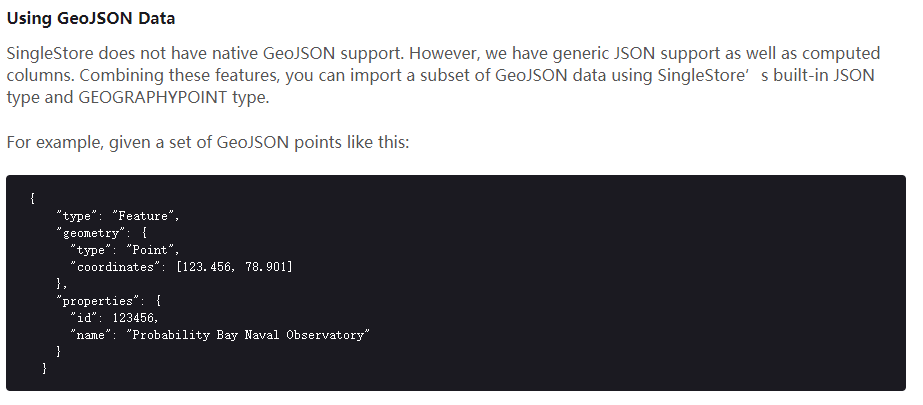 Using GeoJSON Data
SingleStore does not have native GeoJSON support. However, we have generic JSON support as well as computed
columns. Combining these features, you can import a subset of GeoJSON data using SingleStore’s built-in JSON
type and GEOGRAPHYPOINT type.
For example, given a set of GeoJSON points like this:
{
"type": "Feature",
"geometry": {
"type": "Point",
"coordinates": [123.456, 78.901]
},
"properties": {
"id": 123456,
"name": "Probability Bay Naval Observatory"
}
}